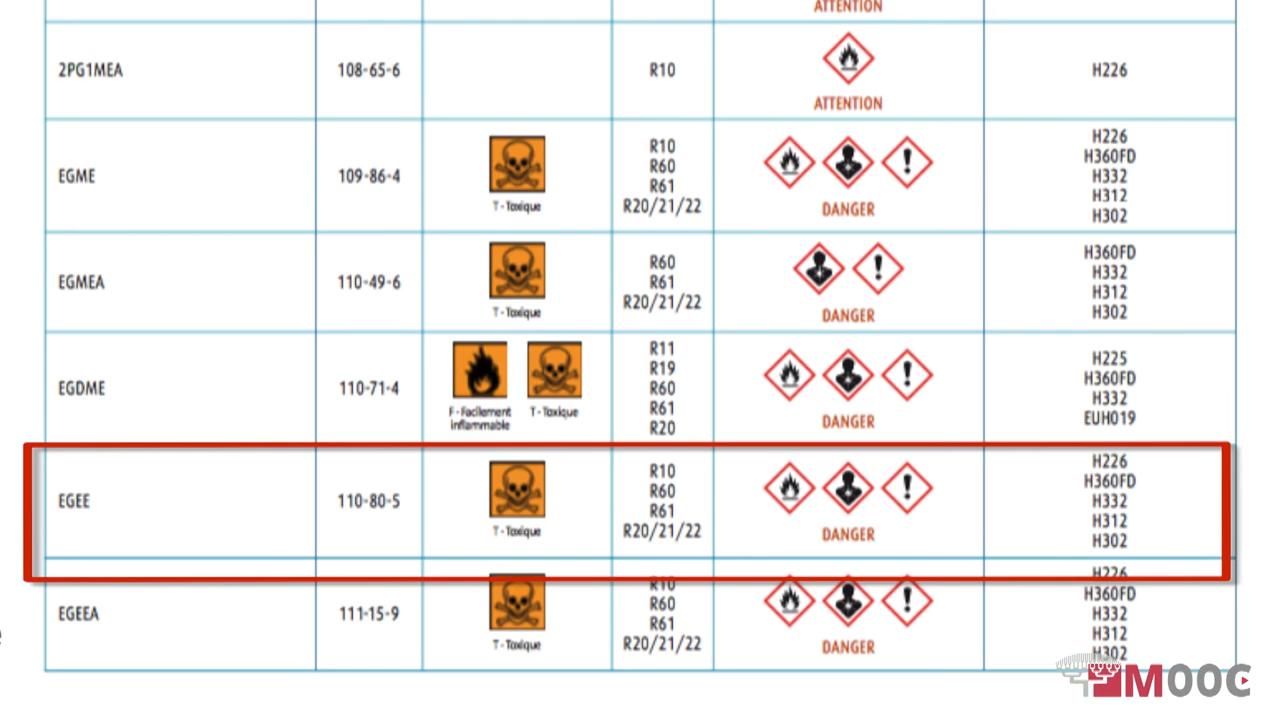 ATTENTION
2PG1MEA
108-65-6
R10
ATTENTION
H226
EGME
109-86-4
T - Toxique
R10
R60
R61
R20/21/22
DANGER
H226
H360FD
H332
H312
H302
EGMEA
110-49-6
T - Toxique
R60
R61
R20/21/22
DANGER
H360FD
H332
H312
H302
EGDME
110-71-4
F - Facilement
inflammable
T - Toxique
R11
R19
R60
R61
R20
DANGER
H225
H360FD
H332
EUH019
EGEE
110-80-5
T - Toxique
R10
R60
R61
R20/21/22
DANGER
H226
H360FD
H332
H312
H302
EGEEA
111-15-9
T - Toxique
R10
R60
R61
R20/21/22
DANGER
H226
H360FD
H332
H312
H302
MOOC